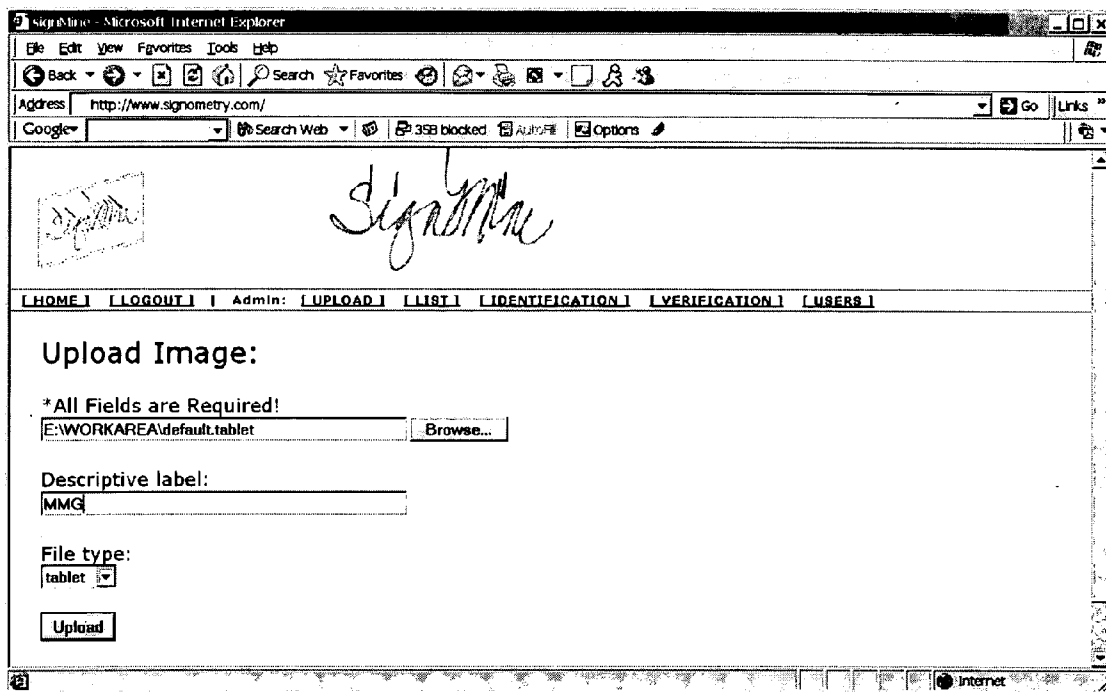 signMine - Microsoft Internet Explorer
File Edit View Favorites Tools Help
Back Search Favorites
Address http://www.signometry.com/ Go Links »
Google Search Web 358 blocked AutoFill Options
SignMine SignMine
[ HOME ] [ LOGOUT ] | Admin: [ UPLOAD ] [ LIST ] [ IDENTIFICATION ] [ VERIFICATION ] [ USERS ]
Upload Image:
*All Fields are Required!
E:\WORKAREA\default.tablet Browse...
Descriptive label:
MMG
File type:
tablet
Upload
Internet